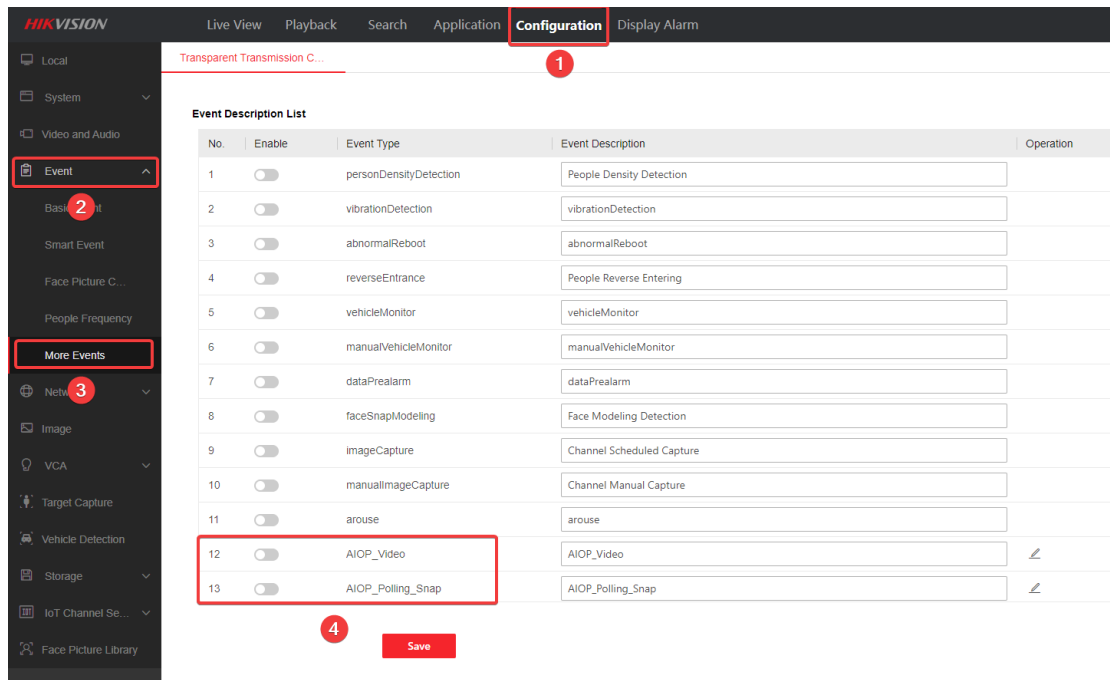 HIKVISION Live View Playback Search Application Configuration Display Alarm
1
Local
System
Video and Audio
Event
2
Smart Event
Face Picture C...
People Frequency
More Events
3
Image
VCA
Target Capture
Vehicle Detection
Storage
IoT Channel Se...
Face Picture Library
Transparent Transmission C...
Event Description List
No. Enable Event Type Event Description Operation
1 personDensityDetection People Density Detection
2 vibrationDetection vibrationDetection
3 abnormalReboot abnormalReboot
4 reverseEntrance People Reverse Entering
5 vehicleMonitor vehicleMonitor
6 manualVehicleMonitor manualVehicleMonitor
7 dataPrealarm dataPrealarm
8 faceSnapModeling Face Modeling Detection
9 imageCapture Channel Scheduled Capture
10 manualImageCapture Channel Manual Capture
11 arouse arouse
12 AIOP_Video AIOP_Video
13 AIOP_Polling_Snap AIOP_Polling_Snap
4
Save